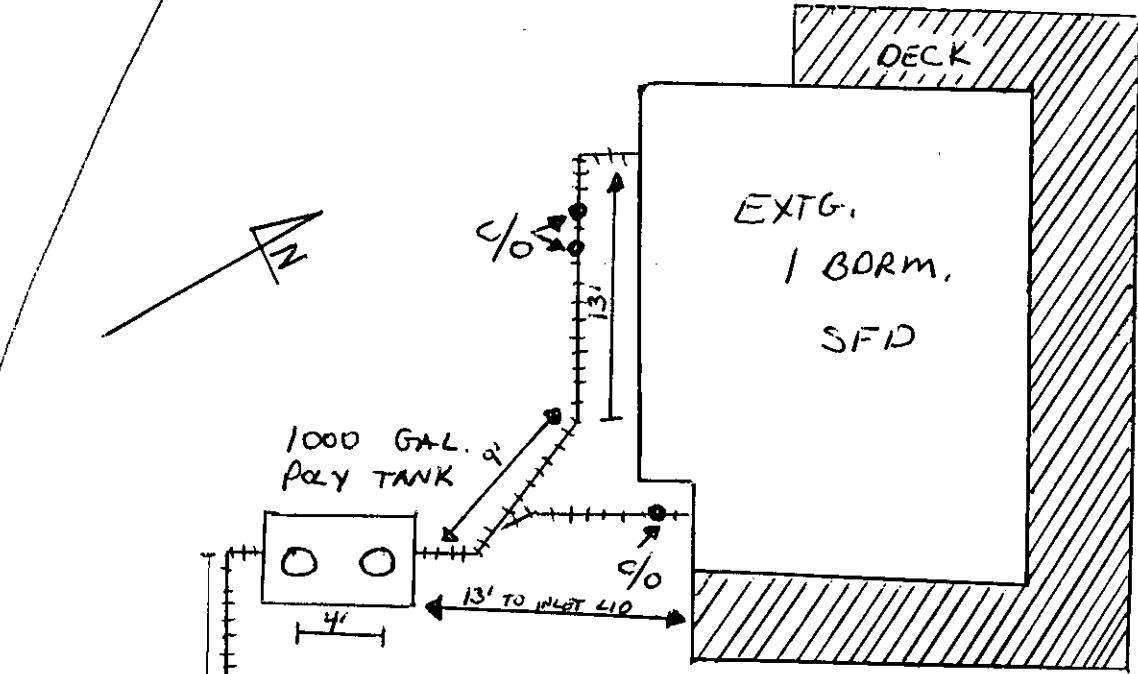 DECK
EXTG.
1 BDRM.
SFD
C/O
13'
N
1000 GAL.
POLY TANK
9'
C/O
13' TO INLET LID
4'